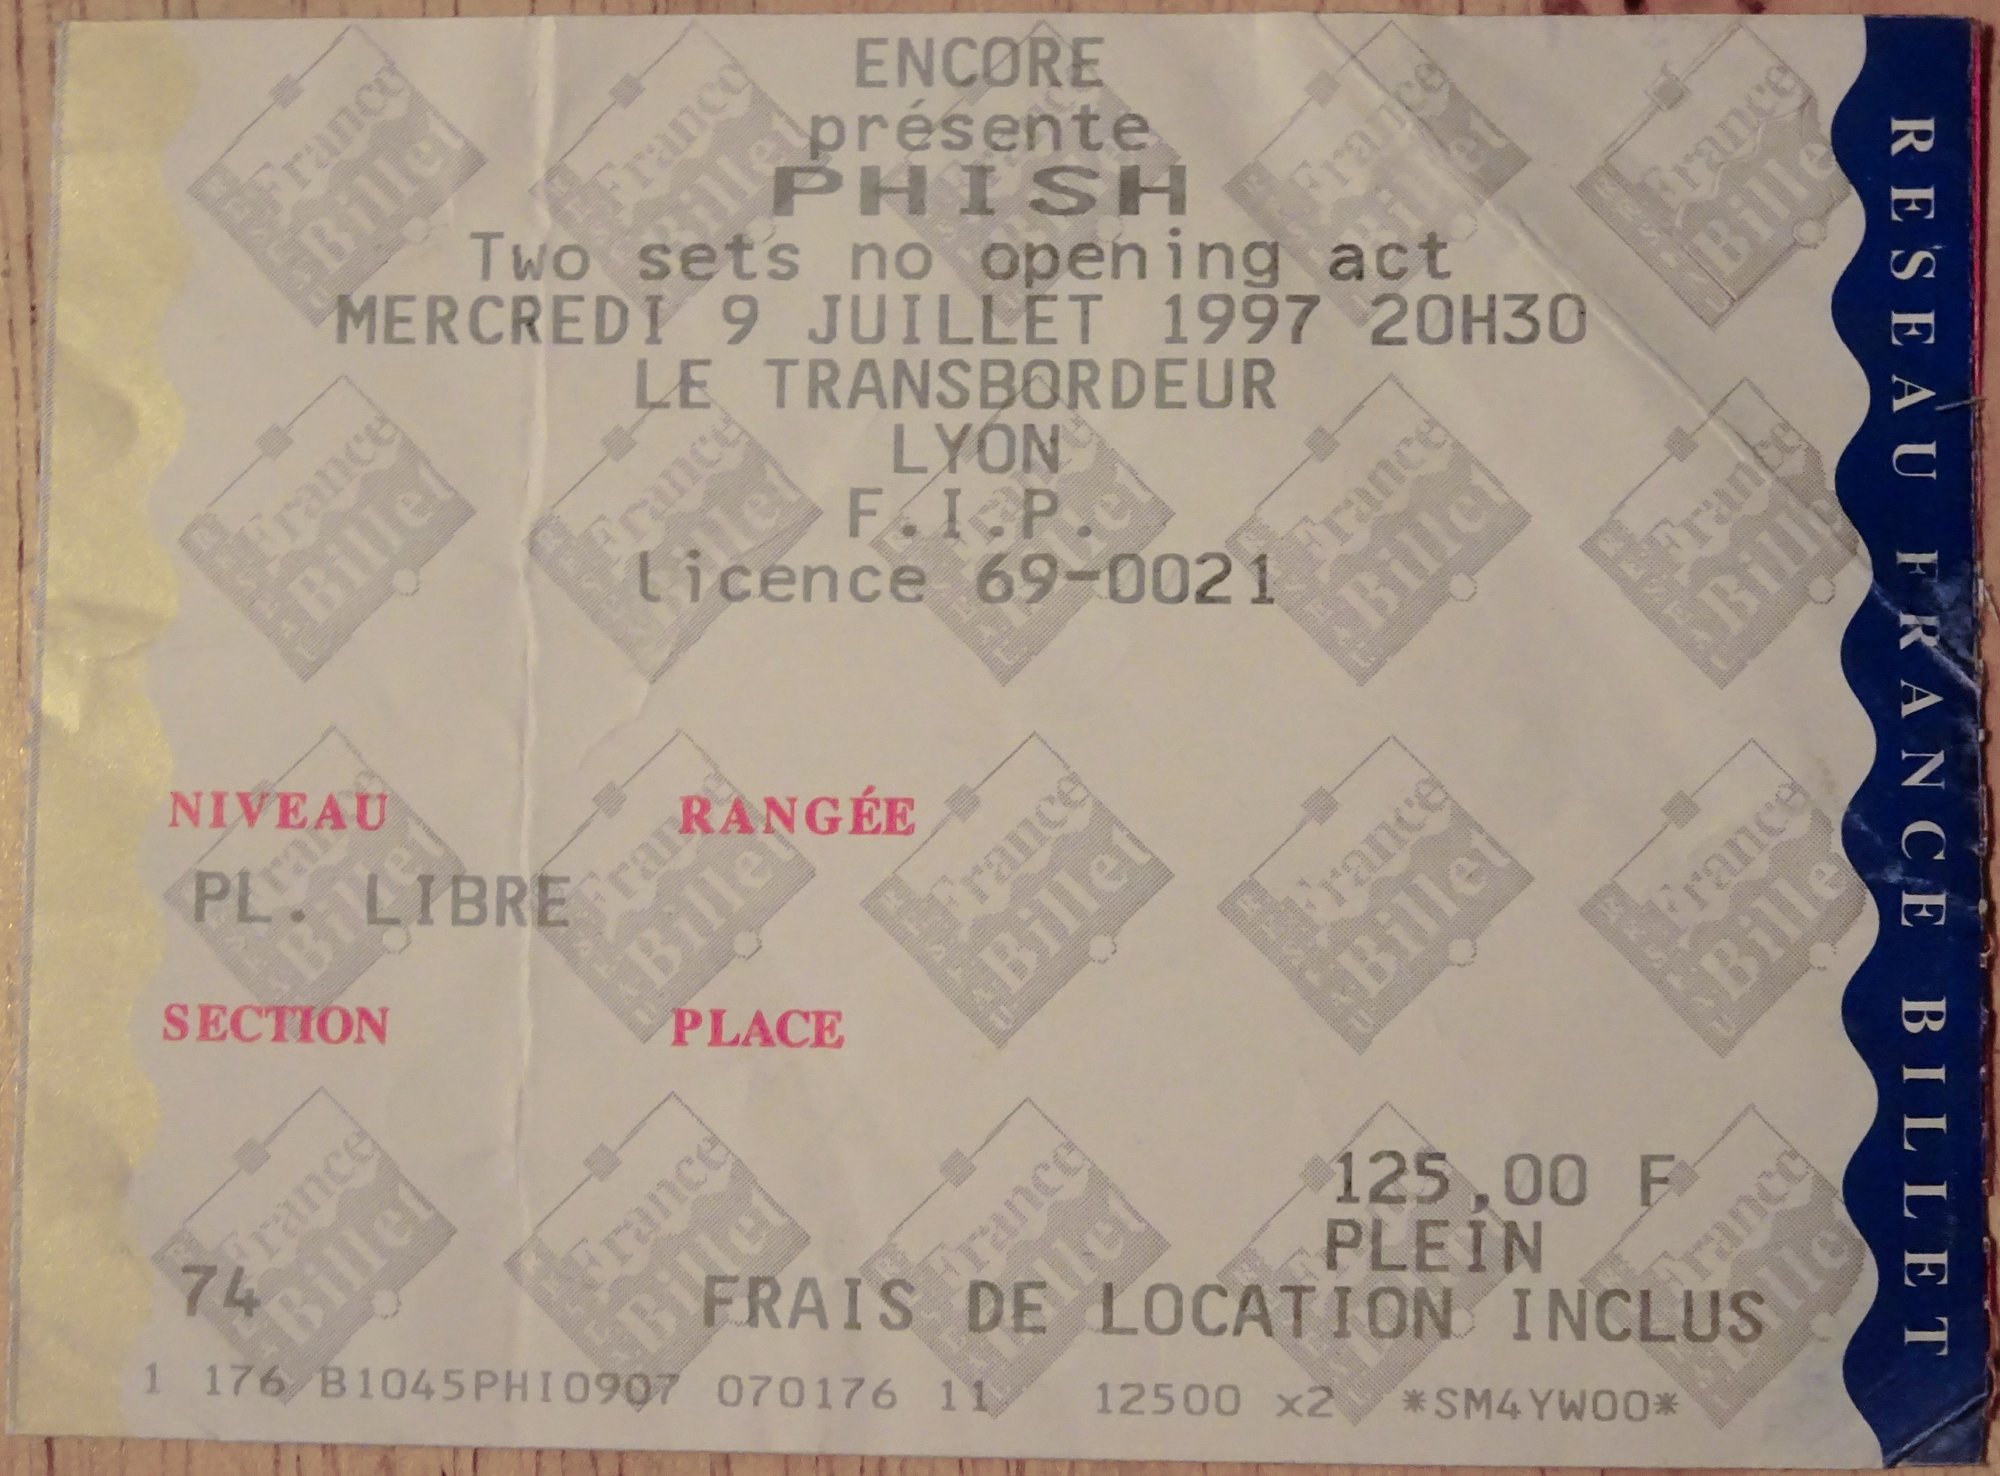 ENCORE
présente
PHISH
Two sets no opening act
MERCREDI 9 JUILLET 1997 20H30
LE TRANSBORDEUR
LYON
F.I.P.
licence 69-0021
NIVEAU RANGÉE
PL. LIBRE
SECTION PLACE
125,00 F
PLEIN
74 FRAIS DE LOCATION INCLUS
1 176 B1045PHI0907 070176 11 12500 x2 *SM4YW00*
RESEAU FRANCE BILLET